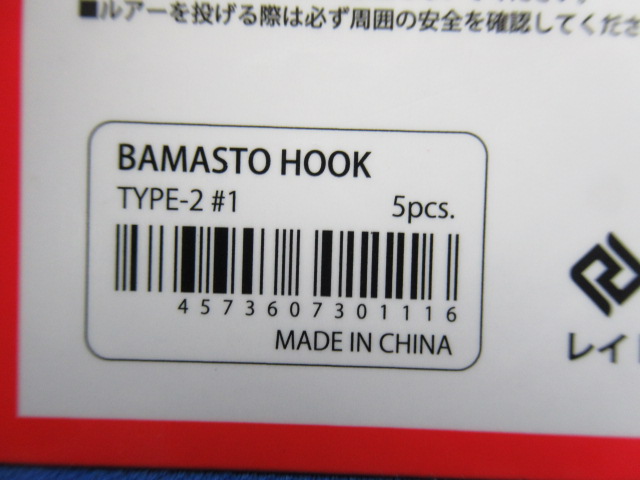 ■ルアーを投げる際は必ず周囲の安全を確認してくださ
BAMASTO HOOK
TYPE-2 #1
5pcs.
4573607301116
MADE IN CHINA
レイ